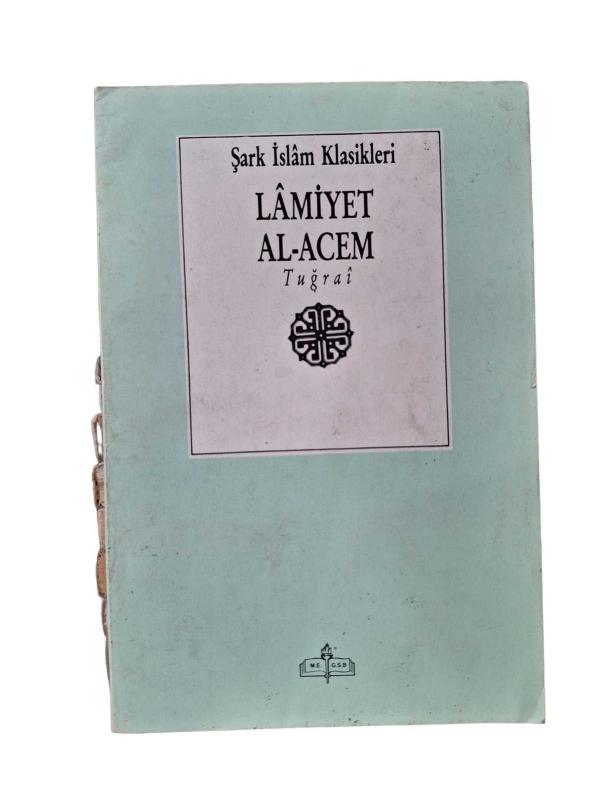 Şark İslâm Klasikleri
LÂMİYET
AL-ACEM
Tuğraî
M.E. G.S.B